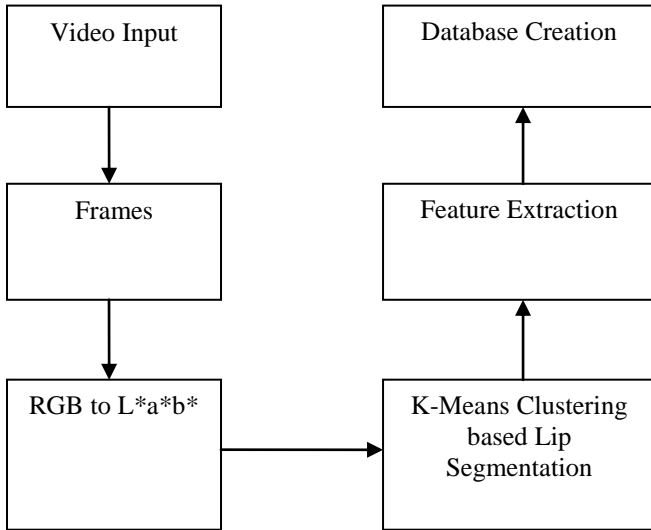 Video Input
Database Creation
Frames
Feature Extraction
RGB to L*a*b*
K-Means Clustering
based Lip
Segmentation